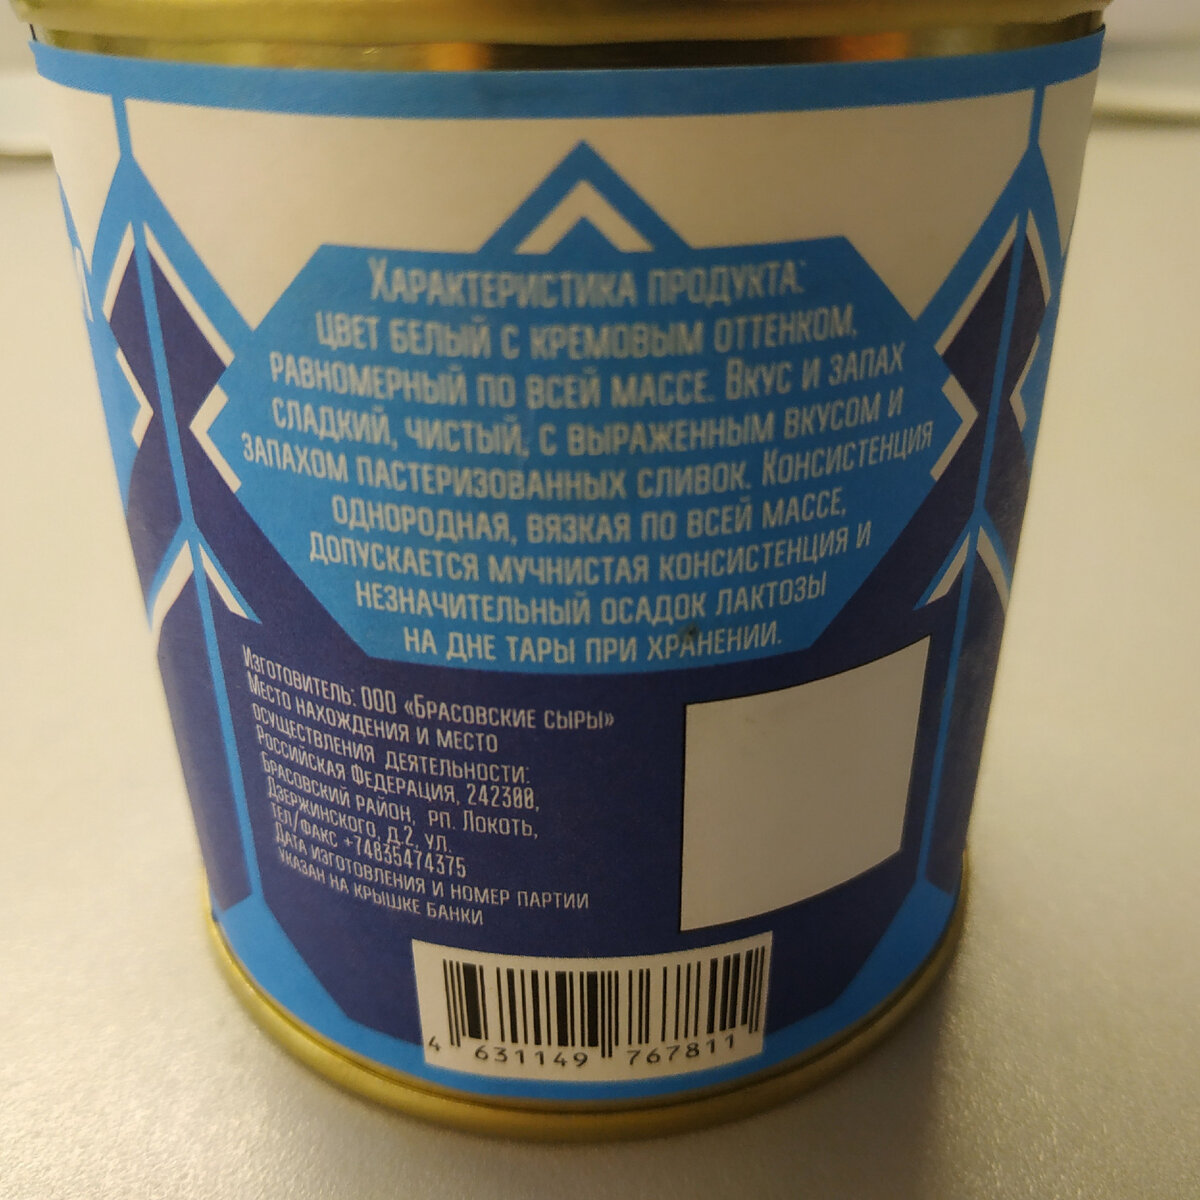 Характеристика продукта:
цвет белый с кремовым оттенком,
равномерный по всей массе. Вкус и запах
сладкий, чистый, с выраженным вкусом и
запахом пастеризованных сливок. Консистенция
однородная, вязкая по всей массе,
допускается мучнистая консистенция и
незначительный осадок лактозы
на дне тары при хранении.
Изготовитель: ООО «Брасовские сыры»
Место нахождения и место
осуществления деятельности:
Российская Федерация, 242300,
Брасовский район, рп. Локоть,
Дзержинского, д.2, ул.
тел/факс +74835474375
Дата изготовления и номер партии
указан на крышке банки
4 631149 767811